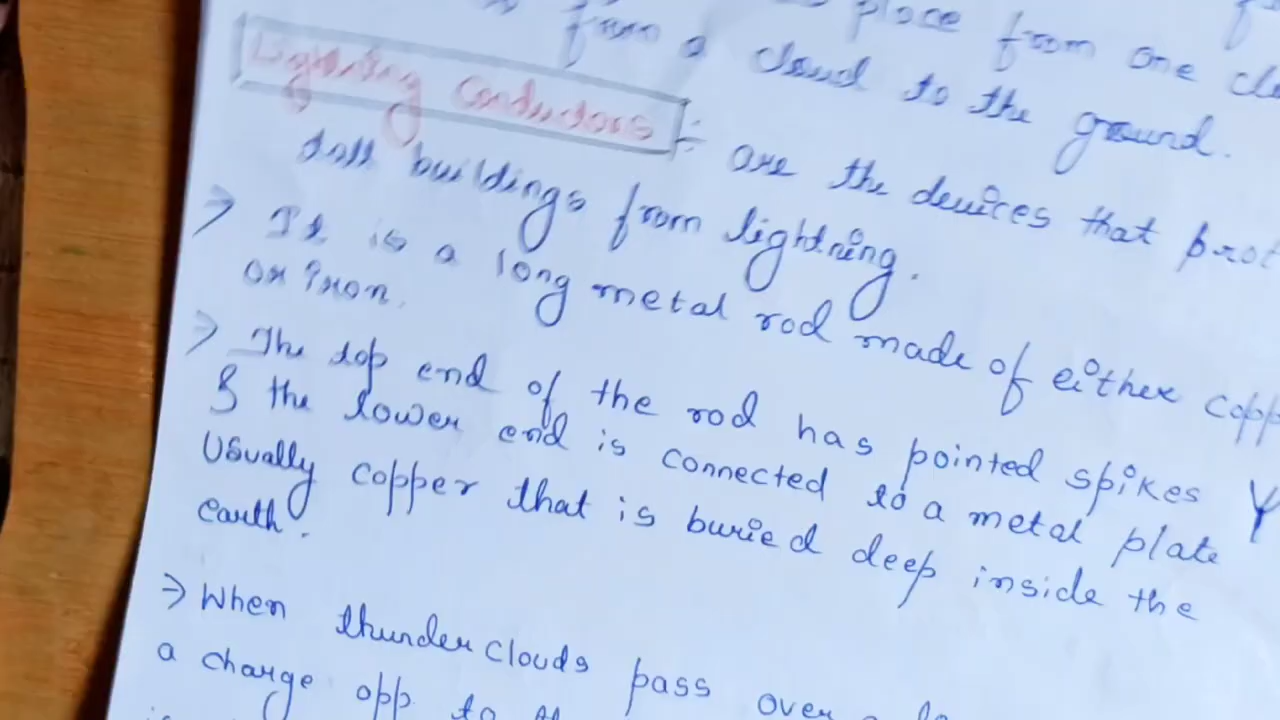 place from one
from a cloud to the ground.
Lightning Conductors :- are the devices that prot
tall buildings from lightning.
→ It is a long metal rod made of either copp
or iron.
→ The top end of the rod has pointed spikes
& the lower end is connected to a metal plate
Usually copper that is buried deep inside the
earth.
→ When thunder clouds pass over a
a charge opp to